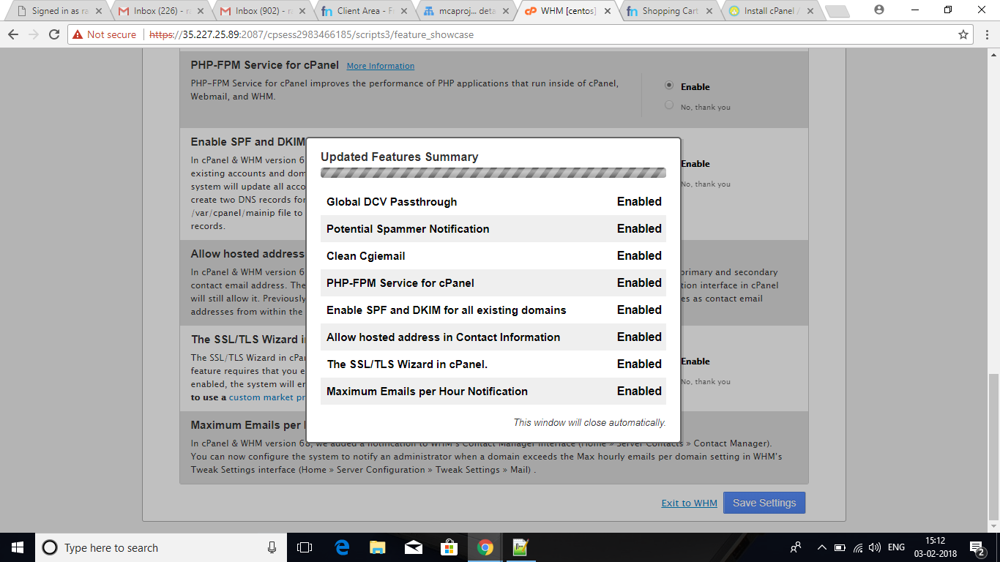 Signed in as ra
Inbox (226) - r
Inbox (902) - r
Client Area - F
mcaproj... deta
WHM [centos]
Shopping Cart
Install cPanel /
Not secure
https://35.227.25.89:2087/cpsess2983466185/scripts3/feature_showcase
PHP-FPM Service for cPanel More Information
PHP-FPM Service for cPanel improves the performance of PHP applications that run inside of cPanel,
Webmail, and WHM.
Enable
No, thank you
Enable SPF and DKIM
In cPanel & WHM version 6
existing accounts and dom
system will update all acco
create two DNS records for
/var/cpanel/mainip file to
records.
Enable
No, thank you
Allow hosted address
In cPanel & WHM version 6
contact email address. The
will still allow it. Previously
addresses from within the
primary and secondary
tion interface in cPanel
es as contact email
The SSL/TLS Wizard i
The SSL/TLS Wizard in cPa
feature requires that you e
enabled, the system will er
to use a custom market pr
Enable
No, thank you
Maximum Emails per
In cPanel & WHM version 6 , we added a notification to WHM's Contact Manager interface (Home » Server Contacts » Contact Manager).
You can now configure the system to notify an administrator when a domain exceeds the Max hourly emails per domain setting in WHM's
Tweak Settings interface (Home » Server Configuration » Tweak Settings » Mail) .
Updated Features Summary
Global DCV Passthrough Enabled
Potential Spammer Notification Enabled
Clean Cgiemail Enabled
PHP-FPM Service for cPanel Enabled
Enable SPF and DKIM for all existing domains Enabled
Allow hosted address in Contact Information Enabled
The SSL/TLS Wizard in cPanel. Enabled
Maximum Emails per Hour Notification Enabled
This window will close automatically.
Exit to WHM
Save Settings
Type here to search
ENG
15:12
03-02-2018
2